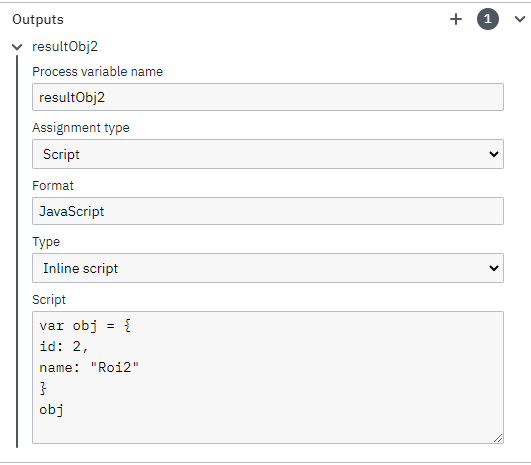 Outputs
1
resultObj2
Process variable name
resultObj2
Assignment type
Script
Format
JavaScript
Type
Inline script
Script
var obj = {
id: 2,
name: "Roi2"
}
obj